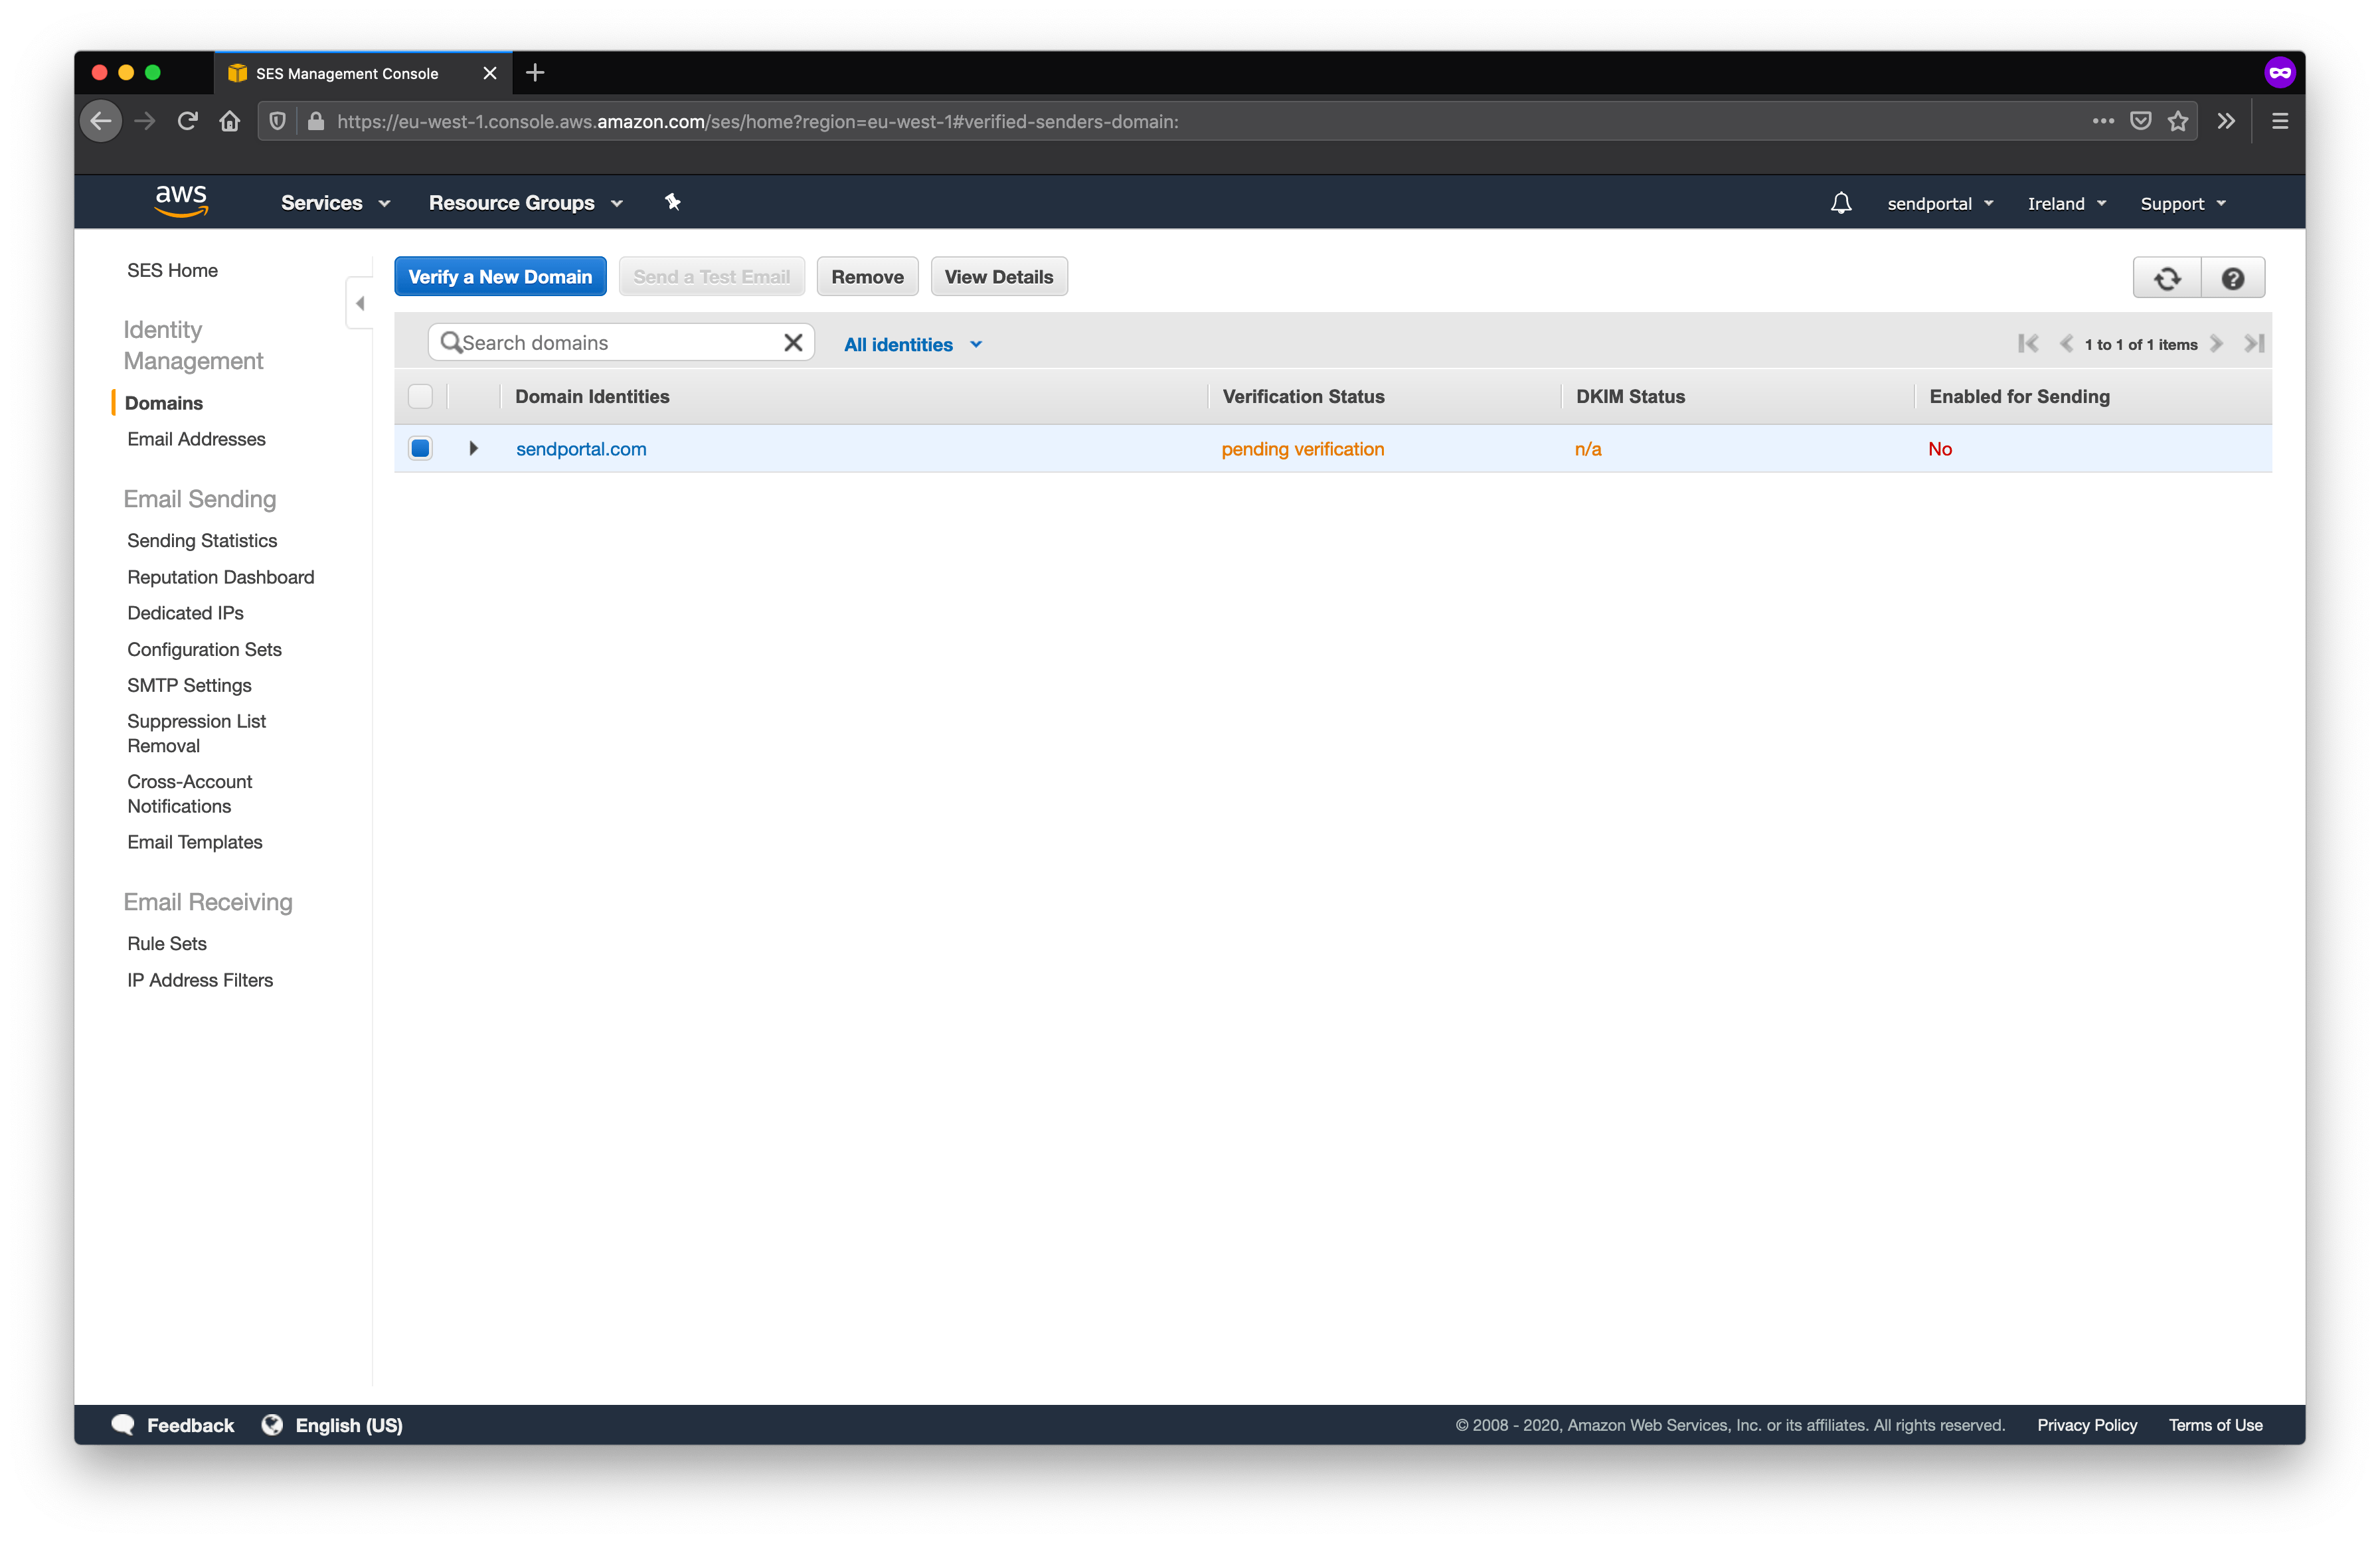 SES Management Console
https://eu-west-1.console.aws.amazon.com/ses/home?region=eu-west-1#verified-senders-domain:
aws Services Resource Groups sendportal Ireland Support
SES Home
Identity
Management
Domains
Email Addresses
Email Sending
Sending Statistics
Reputation Dashboard
Dedicated IPs
Configuration Sets
SMTP Settings
Suppression List
Removal
Cross-Account
Notifications
Email Templates
Email Receiving
Rule Sets
IP Address Filters
Verify a New Domain Send a Test Email Remove View Details
Search domains All identities 1 to 1 of 1 items
Domain Identities Verification Status DKIM Status Enabled for Sending
sendportal.com pending verification n/a No
Feedback English (US) © 2008 - 2020, Amazon Web Services, Inc. or its affiliates. All rights reserved. Privacy Policy Terms of Use